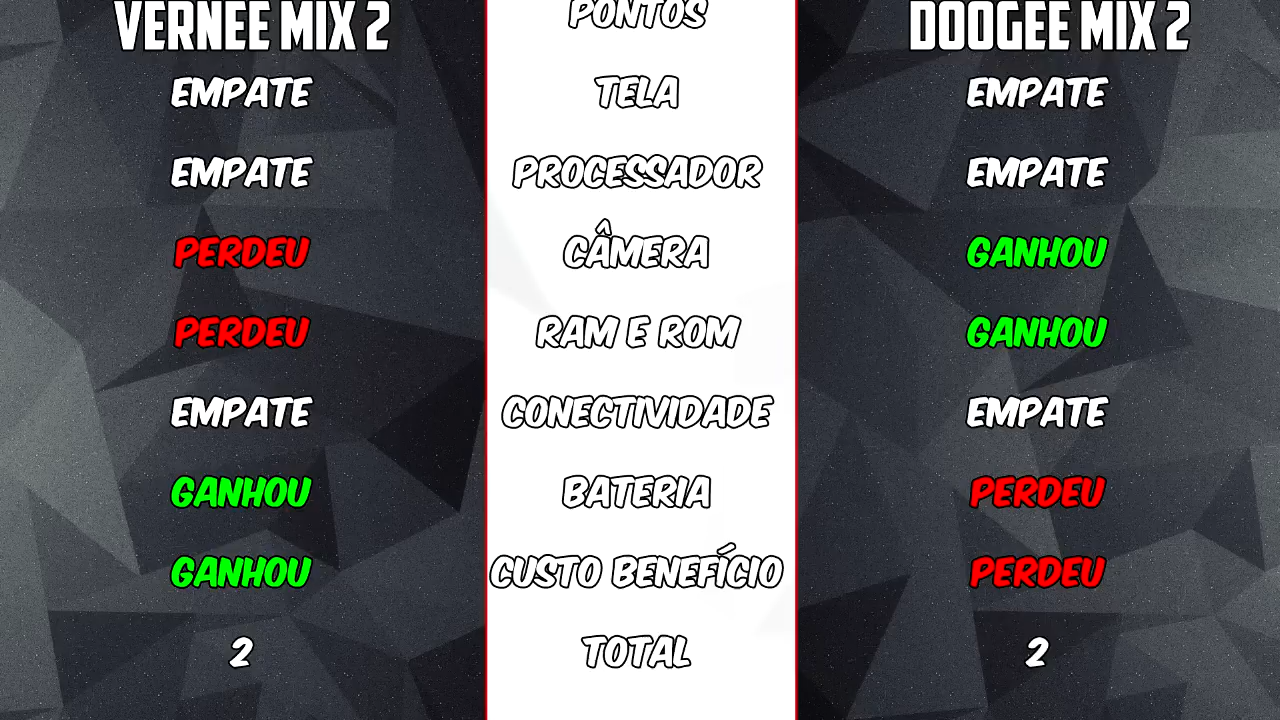 VERNEE MIX 2 PONTOS DOOGEE MIX 2
EMPATE TELA EMPATE
EMPATE PROCESSADOR EMPATE
PERDEU CÂMERA GANHOU
PERDEU RAM E ROM GANHOU
EMPATE CONECTIVIDADE EMPATE
GANHOU BATERIA PERDEU
GANHOU CUSTO BENEFÍCIO PERDEU
2 TOTAL 2